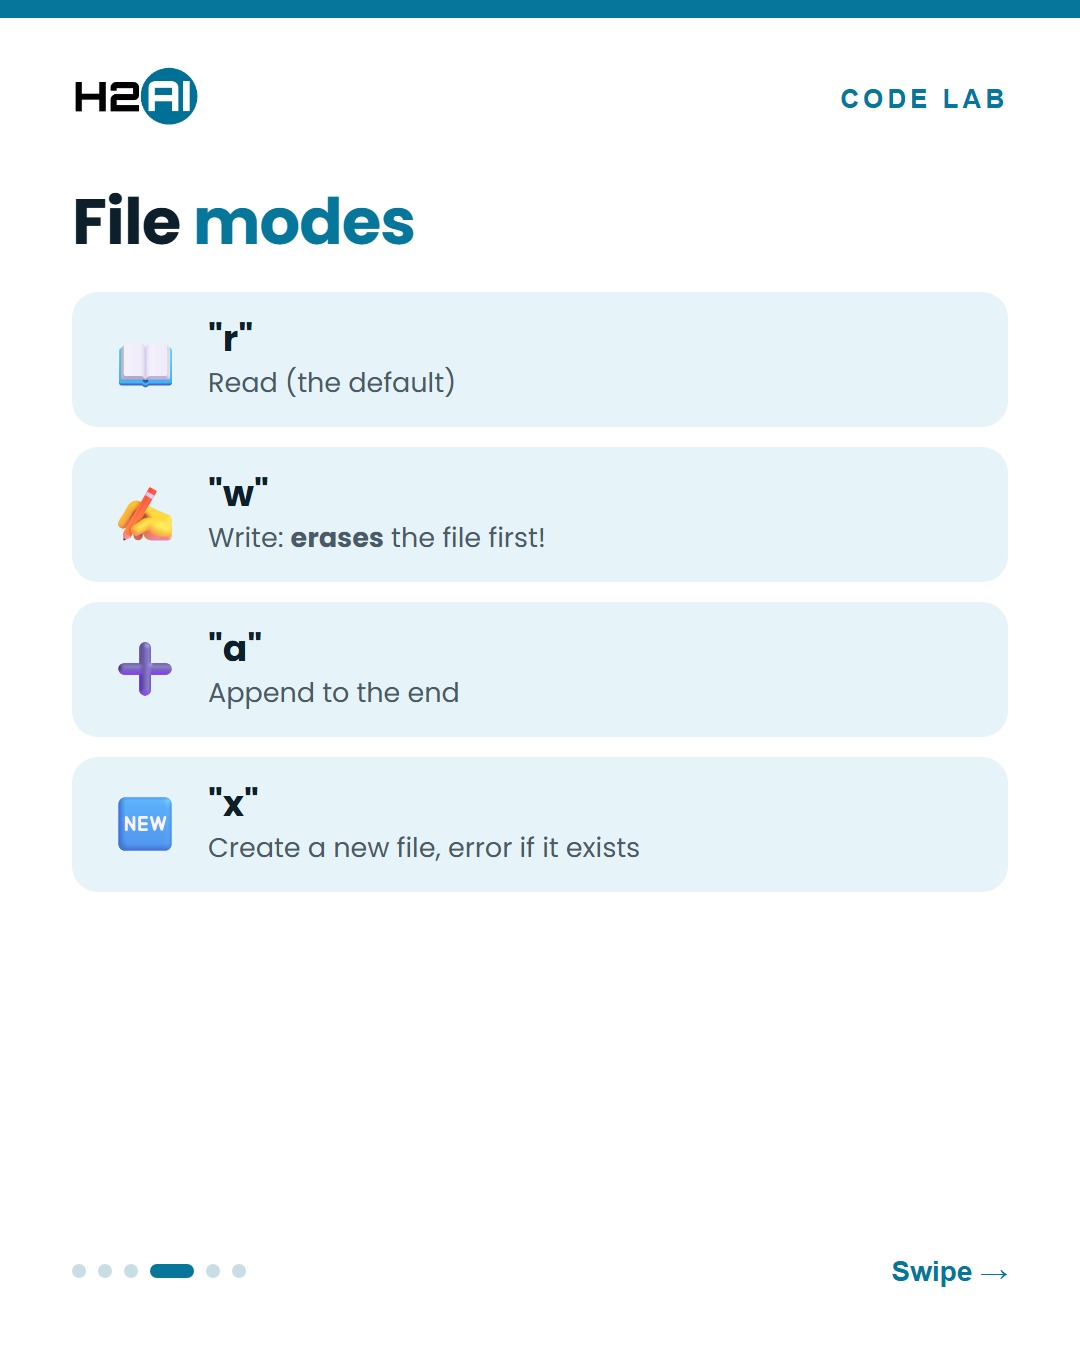 H2AI
CODE LAB
File modes
"r"
Read (the default)
"w"
Write: erases the file first!
"a"
Append to the end
NEW
"x"
Create a new file, error if it exists
Swipe →